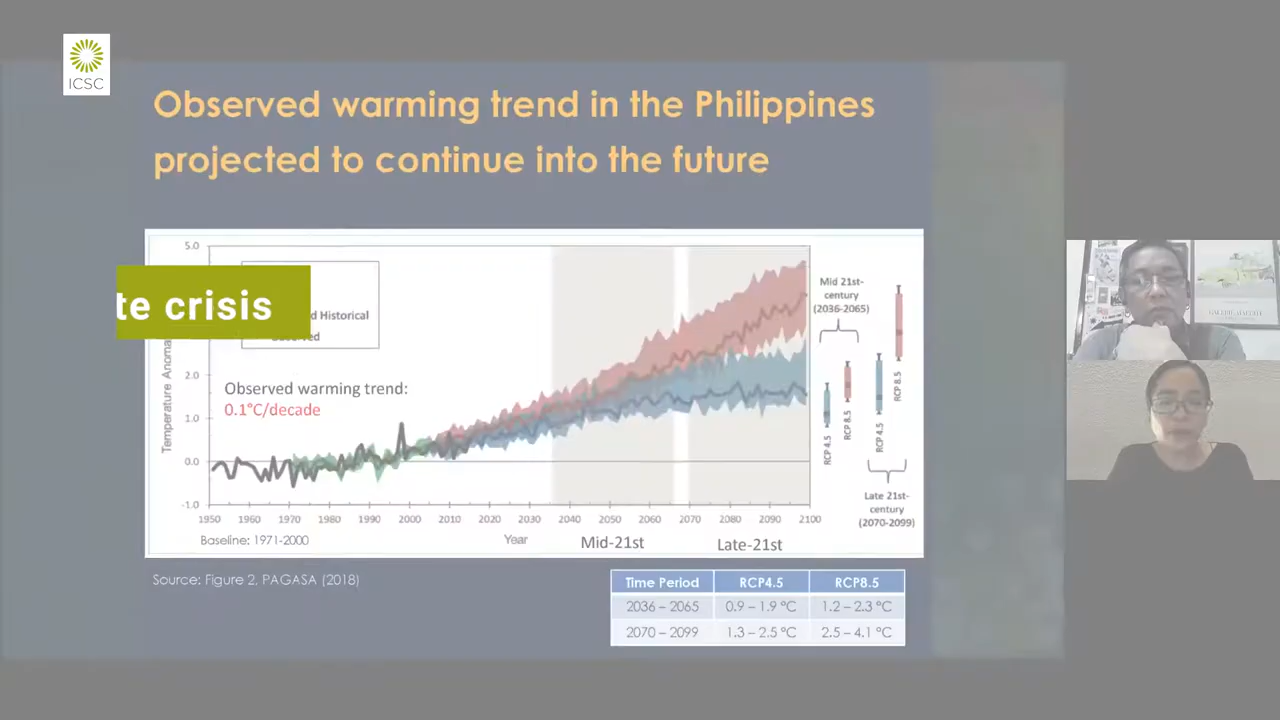 ICSC
Observed warming trend in the Philippines
projected to continue into the future
te crisis
Historical
5.0
2.0
1.0
0.0
-1.0
Temperature
Observed warming trend:
0.1°C/decade
1950 1960 1970 1980 1990 2000 2010 2020 2030 2040 2050 2060 2070 2080 2090 2100
Baseline: 1971-2000
Year
Mid-21st
Late-21st
Mid 21st-
century
(2036-2065)
RCP 4.5
RCP 8.5
RCP 4.5
RCP 8.5
Late 21st-
century
(2070-2099)
Source: Figure 2, PAGASA (2018)
Time Period RCP4.5 RCP8.5
2036 – 2065 0.9 – 1.9 °C 1.2 – 2.3 °C
2070 – 2099 1.3 – 2.5 °C 2.5 – 4.1 °C